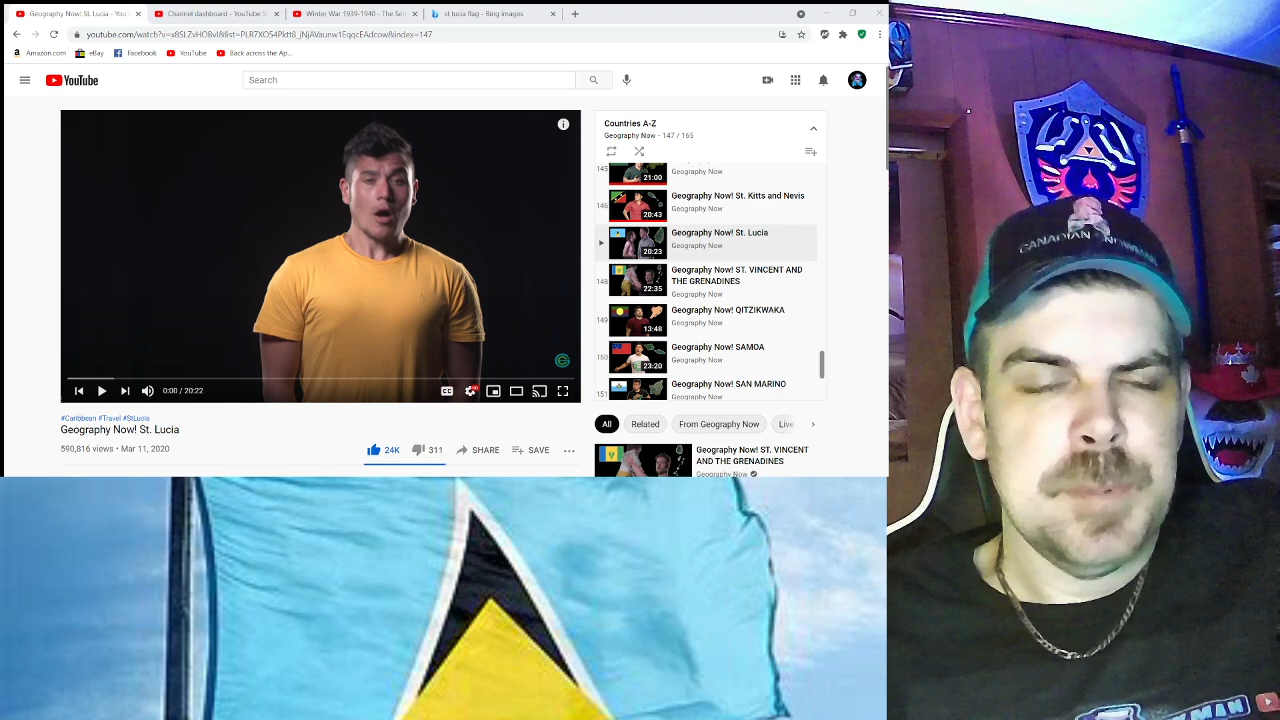 Geography Now! St. Lucia - You
Channel dashboard - YouTube S
Winter War 1939-1940 - The Se
st lucia flag - Bing images
Amazon.com
eBay
Facebook
YouTube
Back across the Ap...
YouTube
Search
Countries A-Z
Geography Now - 147 / 165
145
21:00
Geography Now
146
20:43
Geography Now! St. Kitts and Nevis
Geography Now
20:23
Geography Now! St. Lucia
Geography Now
148
22:35
Geography Now! ST. VINCENT AND
THE GRENADINES
Geography Now
149
13:48
Geography Now! QITZIKWAKA
Geography Now
150
23:20
Geography Now! SAMOA
Geography Now
151
Geography Now! SAN MARINO
Geography Now
0:00 / 20:22
CC
HD
#Caribbean #Travel #StLucia
Geography Now! St. Lucia
590,816 views • Mar 11, 2020
24K
311
SHARE
SAVE
All
Related
From Geography Now
Live
Geography Now! ST. VINCENT
AND THE GRENADINES
Geography Now
CANADIAN
MAN